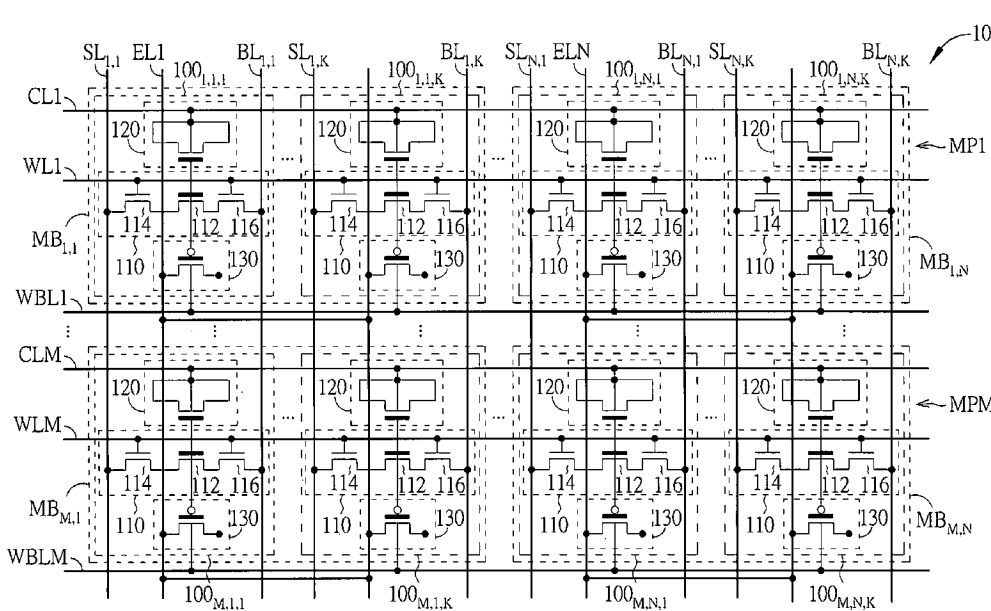 10
SL1,1 EL1 BL1,1 SL1,K BL1,K SLN,1 ELN BLN,1 SLN,K BLN,K
1001,1,1 1001,1,K 1001,N,1 1001,N,K
CL1
120 120 120 120
... ... ... MP1
WL1
114 112 116 114 112 116 114 112 116 114 112 116
MB1,1 110 130 110 130 110 130 110 130 MB1,N
WBL1
... ... ... ... ...
CLM
120 120 120 120
... ... ... MPM
WLM
114 112 116 114 112 116 114 112 116 114 112 116
MBM,1 110 130 110 130 110 130 110 130 MBM,N
WBLM
100M,1,1 100M,1,K 100M,N,1 100M,N,K